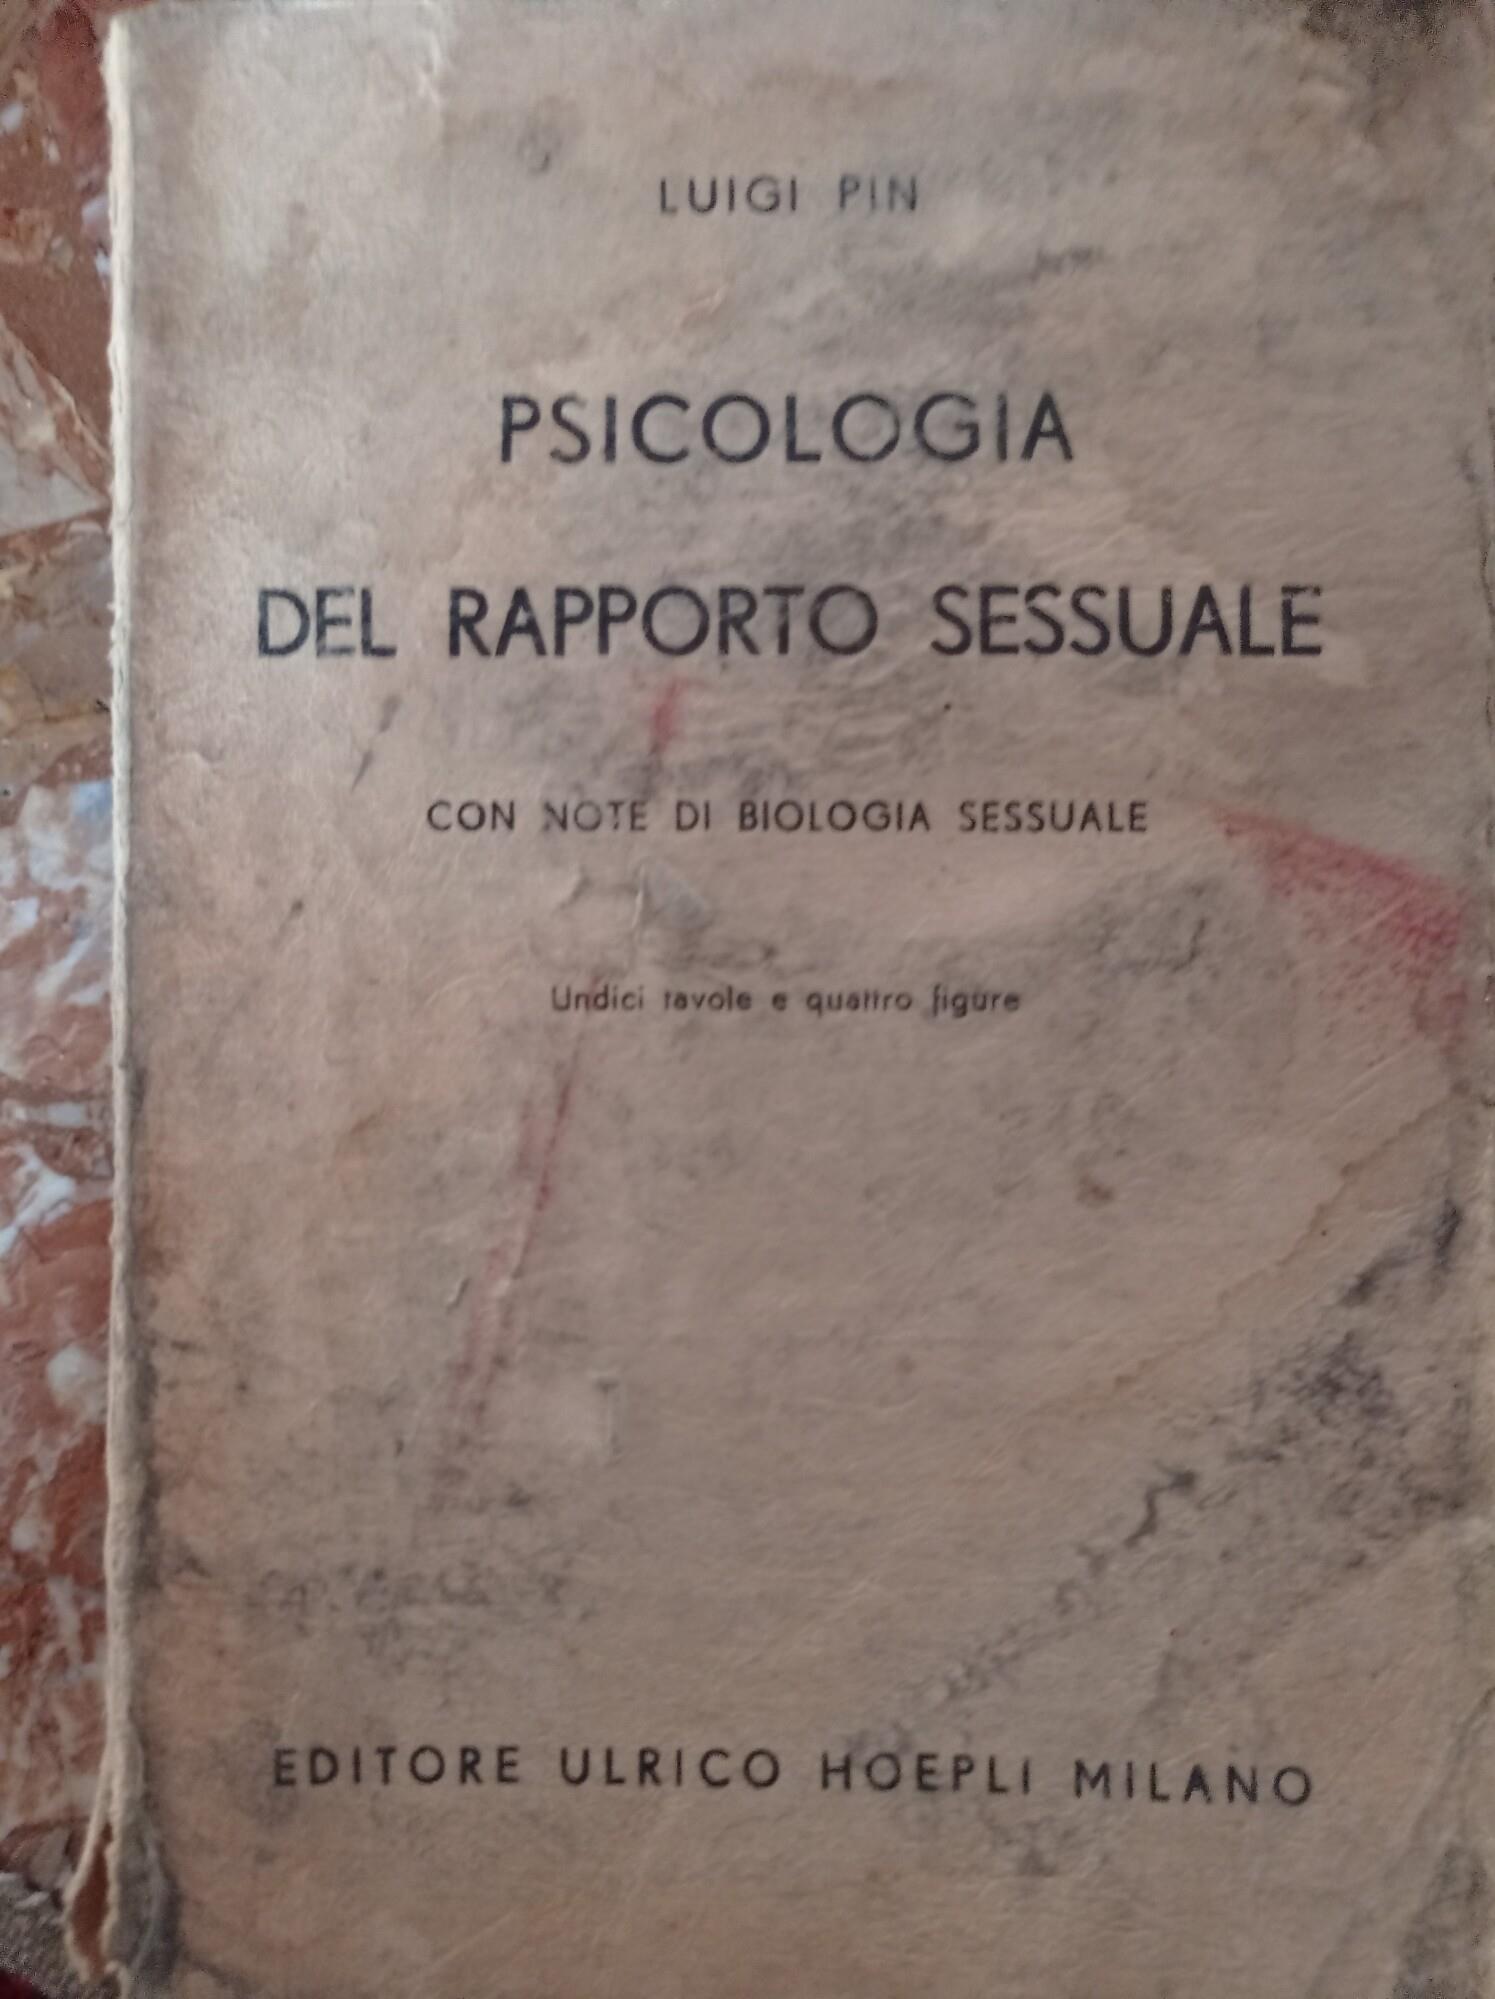 LUIGI PIN
PSICOLOGIA
DEL RAPPORTO SESSUALE
CON NOTE DI BIOLOGIA SESSUALE
Undici tavole e quattro figure
EDITORE ULRICO HOEPLI MILANO